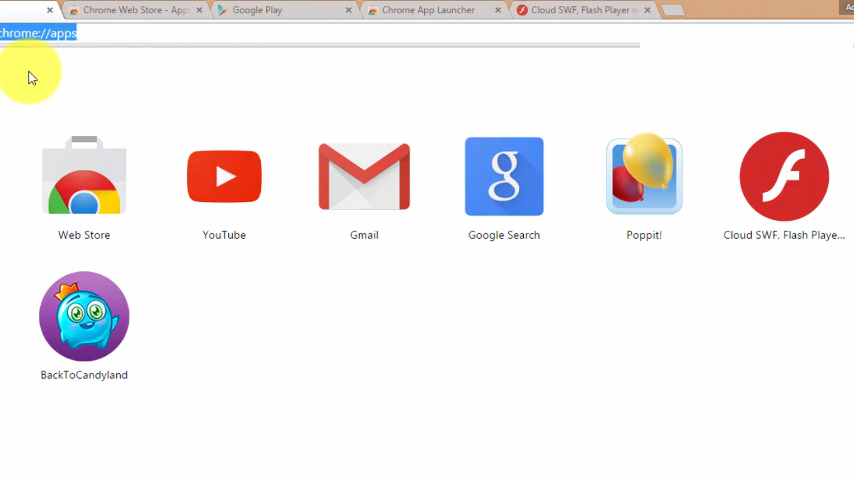 Chrome Web Store - Apps
Google Play
Chrome App Launcher
Cloud SWF, Flash Player w
chrome://apps
Web Store
YouTube
Gmail
Google Search
Poppit!
Cloud SWF, Flash Playe...
BackToCandyland